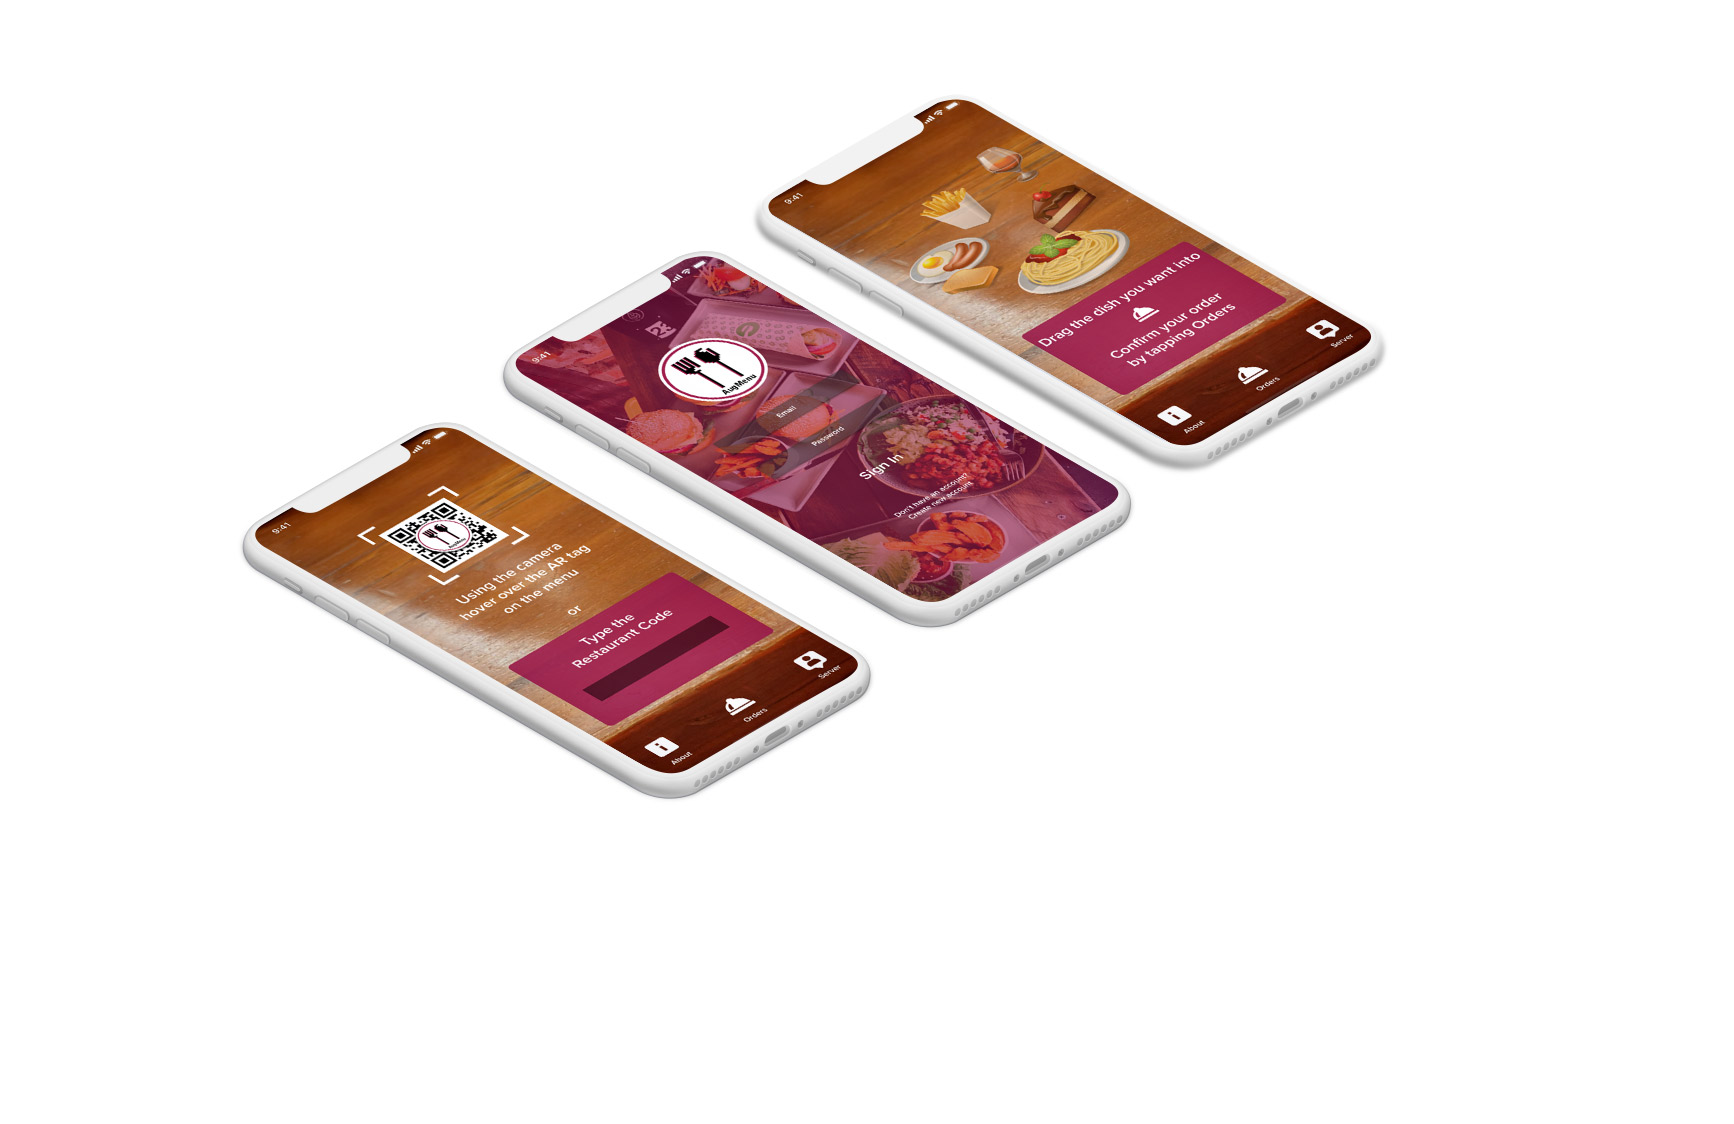 9:41
AugMenu
Using the camera
hover over the AR tag
on the menu
or
Type the
Restaurant Code
About
Orders
Server
9:41
AugMenu
Email
Password
Sign In
Don't have an account?
Create new account
9:41
Drag the dish you want into
Confirm your order
by tapping Orders
About
Orders
Server